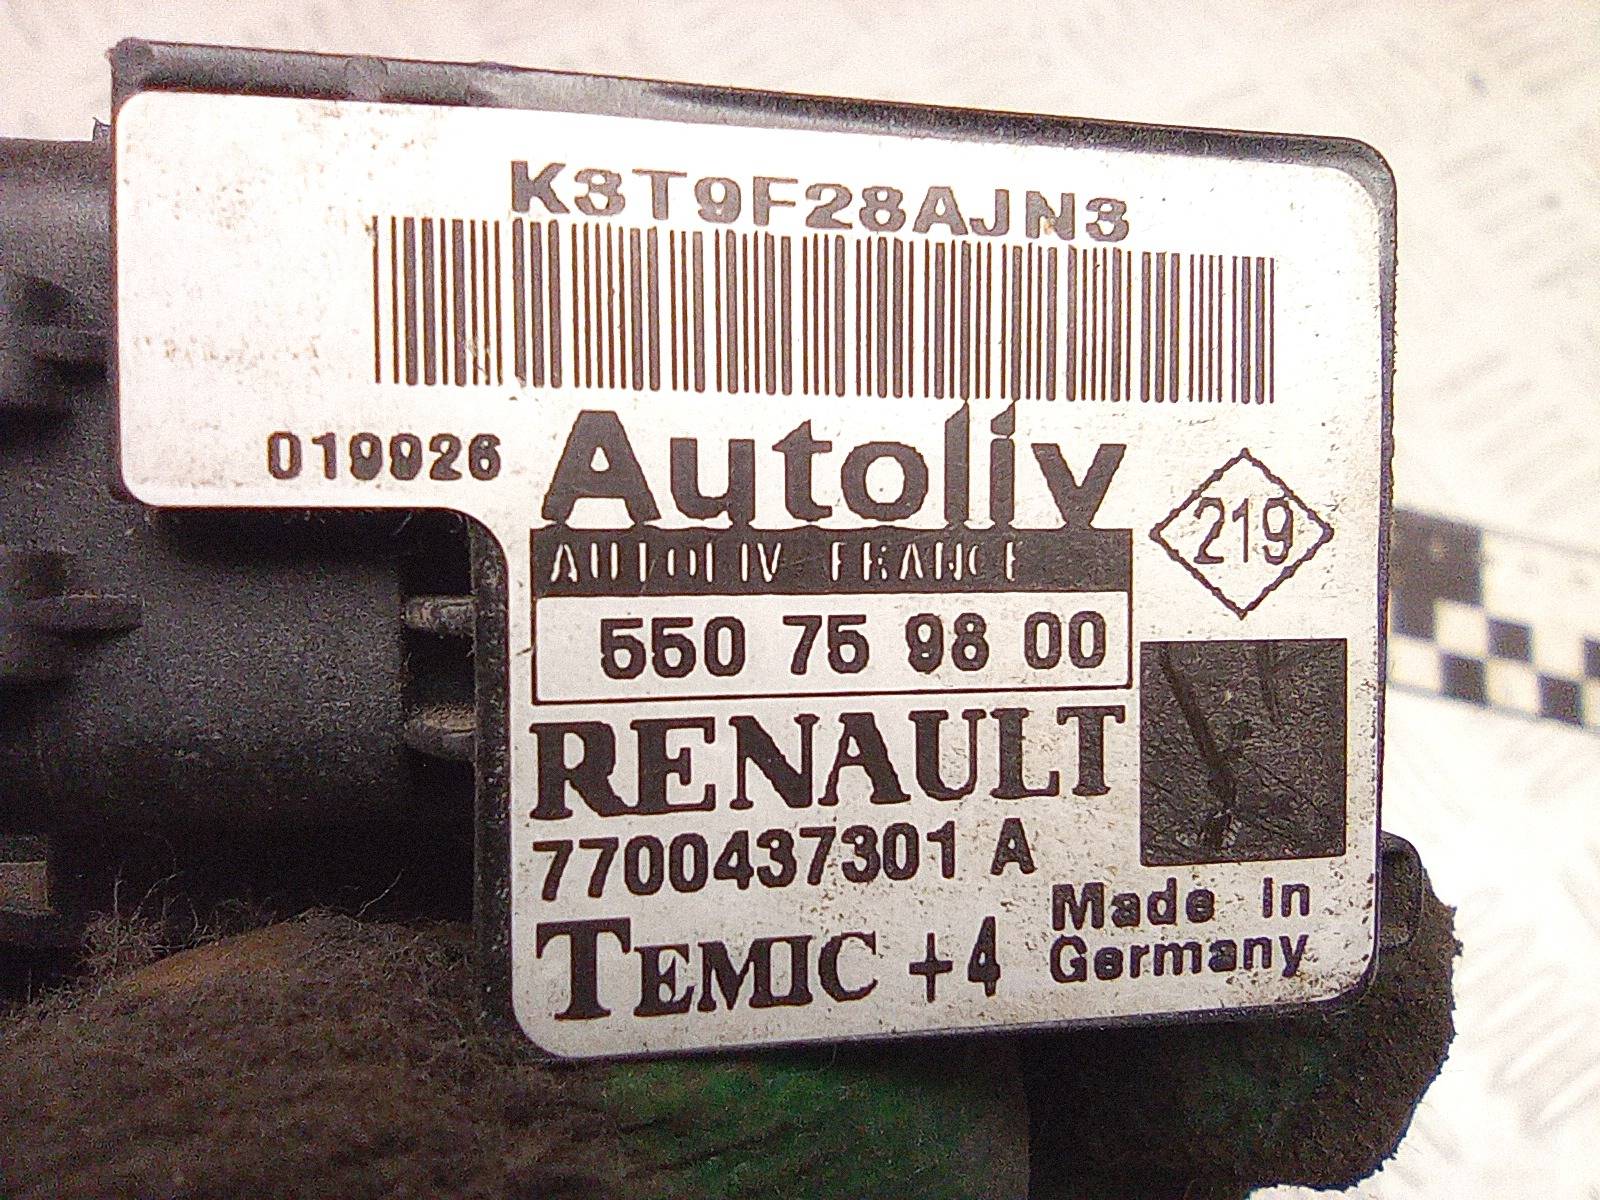 K3T9F28AJN3
019926
Autoliv
AUTOLIV FRANCE
550 75 98 00
219
RENAULT
7700437301 A
TEMIC +4
Made in
Germany